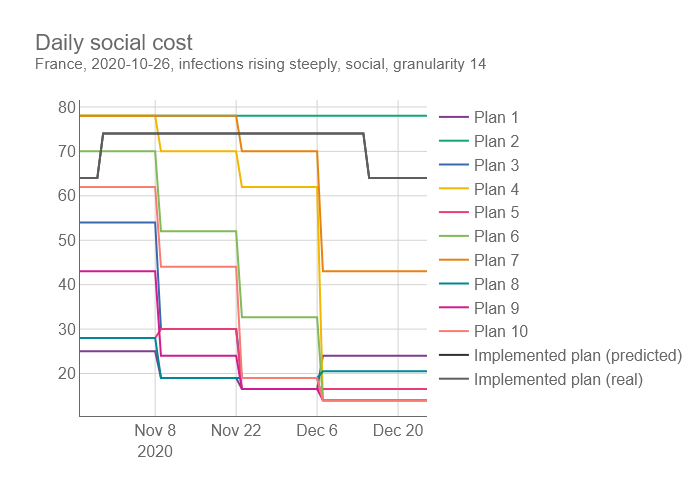 Daily social cost
France, 2020-10-26, infections rising steeply, social, granularity 14
80
70
60
50
40
30
20
Nov 8
2020
Nov 22
Dec 6
Dec 20
Plan 1
Plan 2
Plan 3
Plan 4
Plan 5
Plan 6
Plan 7
Plan 8
Plan 9
Plan 10
Implemented plan (predicted)
Implemented plan (real)